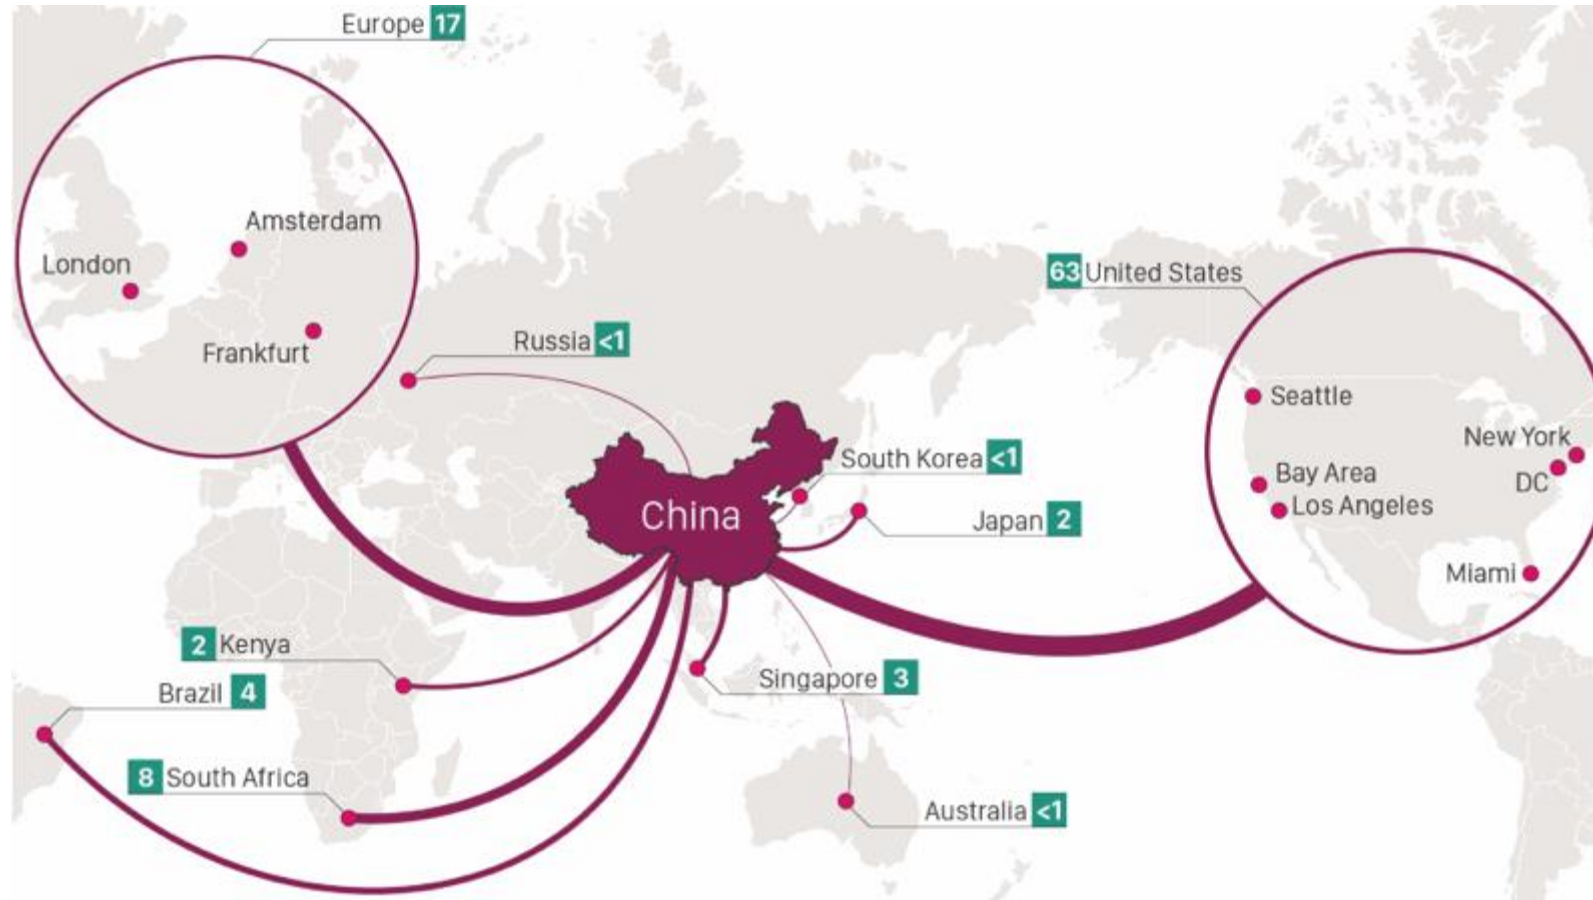 Europe 17
Amsterdam
London
Frankfurt
63 United States
Russia <1
Seattle
New York
DC
Bay Area
Los Angeles
Miami
South Korea <1
China
Japan 2
2 Kenya
Singapore 3
Brazil 4
8 South Africa
Australia <1